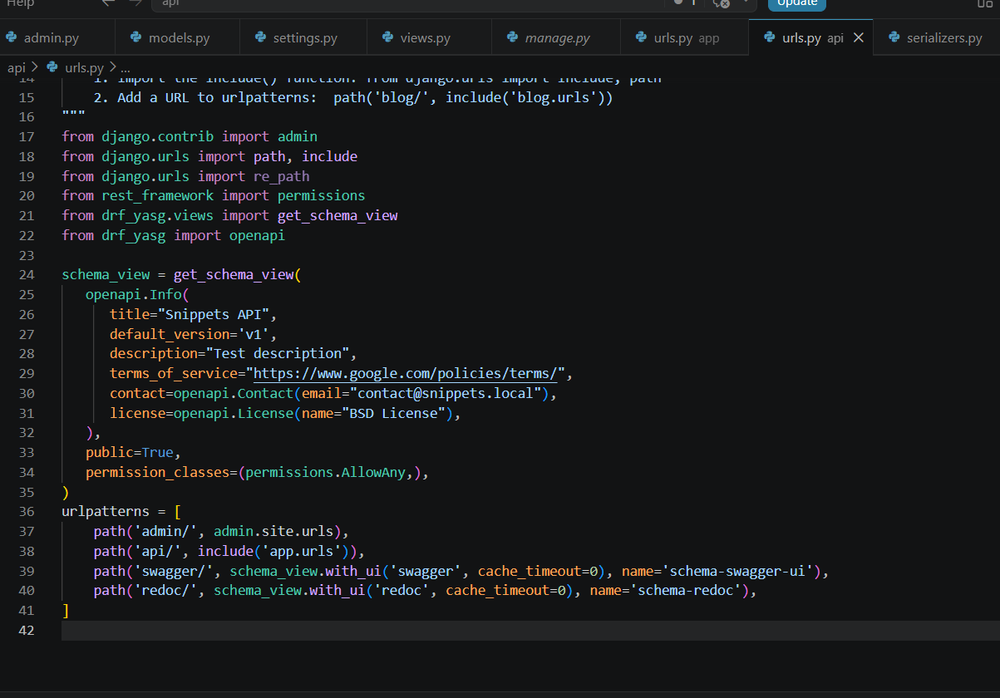 Help
api
Update
admin.py
models.py
settings.py
views.py
manage.py
urls.py app
urls.py api
serializers.py
api > urls.py > ...
14 1. Import the include() function: from django.urls import include, path
15 2. Add a URL to urlpatterns:  path('blog/', include('blog.urls'))
16 """
17 from django.contrib import admin
18 from django.urls import path, include
19 from django.urls import re_path
20 from rest_framework import permissions
21 from drf_yasg.views import get_schema_view
22 from drf_yasg import openapi
23
24 schema_view = get_schema_view(
25    openapi.Info(
26       title="Snippets API",
27       default_version='v1',
28       description="Test description",
29       terms_of_service="https://www.google.com/policies/terms/",
30       contact=openapi.Contact(email="contact@snippets.local"),
31       license=openapi.License(name="BSD License"),
32    ),
33    public=True,
34    permission_classes=(permissions.AllowAny,),
35 )
36 urlpatterns = [
37     path('admin/', admin.site.urls),
38     path('api/', include('app.urls')),
39     path('swagger/', schema_view.with_ui('swagger', cache_timeout=0), name='schema-swagger-ui'),
40     path('redoc/', schema_view.with_ui('redoc', cache_timeout=0), name='schema-redoc'),
41 ]
42